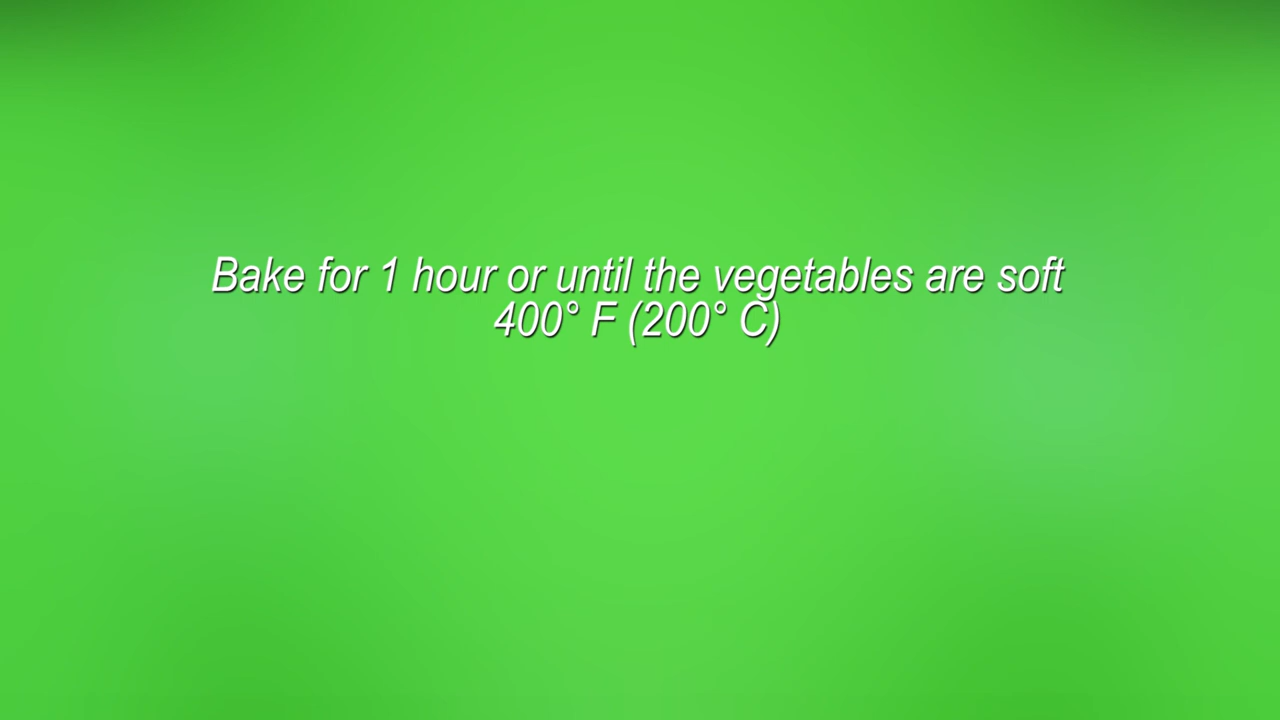 Bake for 1 hour or until the vegetables are soft
400° F (200° C)